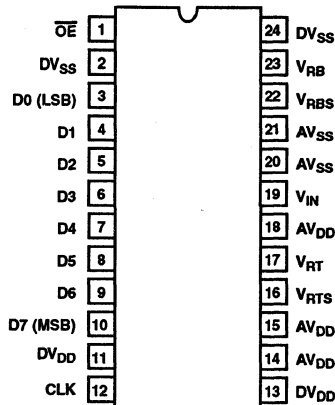 OE 1 24 DVSS
DVSS 2 23 VRB
D0 (LSB) 3 22 VRBS
D1 4 21 AVSS
D2 5 20 AVSS
D3 6 19 VIN
D4 7 18 AVDD
D5 8 17 VRT
D6 9 16 VRTS
D7 (MSB) 10 15 AVDD
DVDD 11 14 AVDD
CLK 12 13 DVDD